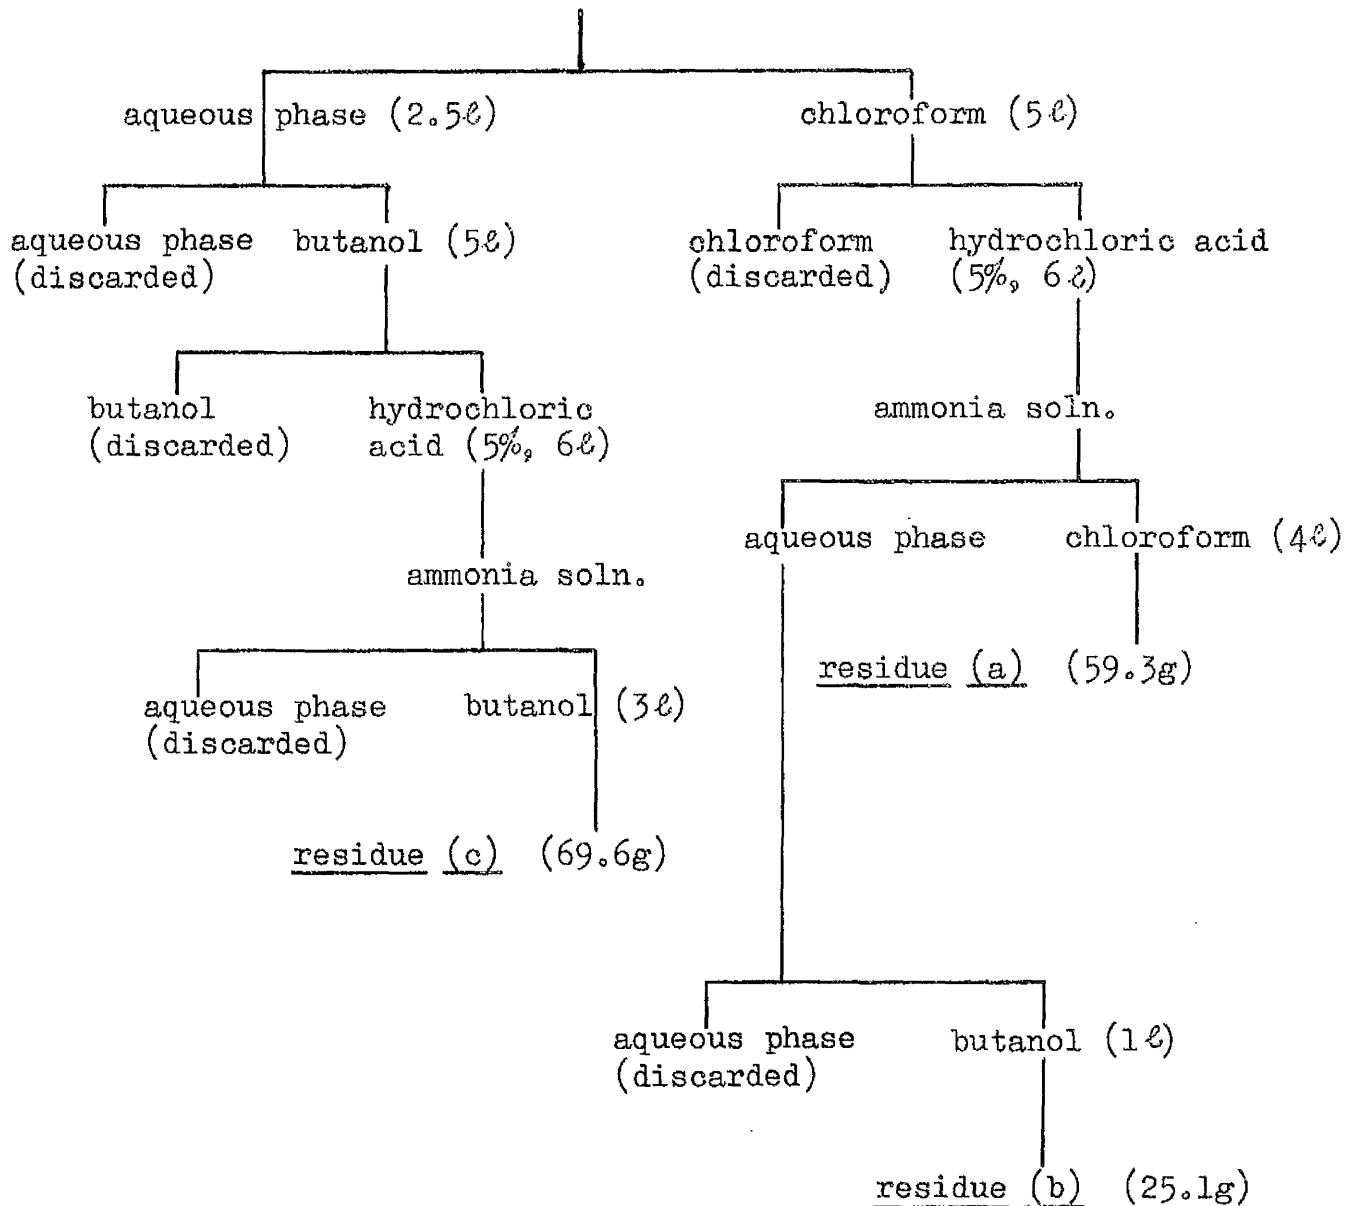 aqueous phase (2.5ℓ)
chloroform (5ℓ)
aqueous phase
(discarded)
butanol (5ℓ)
chloroform
(discarded)
hydrochloric acid
(5%, 6ℓ)
butanol
(discarded)
hydrochloric
acid (5%, 6ℓ)
ammonia soln.
aqueous phase
chloroform (4ℓ)
ammonia soln.
residue (a) (59.3g)
aqueous phase
(discarded)
butanol (3ℓ)
residue (c) (69.6g)
aqueous phase
(discarded)
butanol (1ℓ)
residue (b) (25.1g)